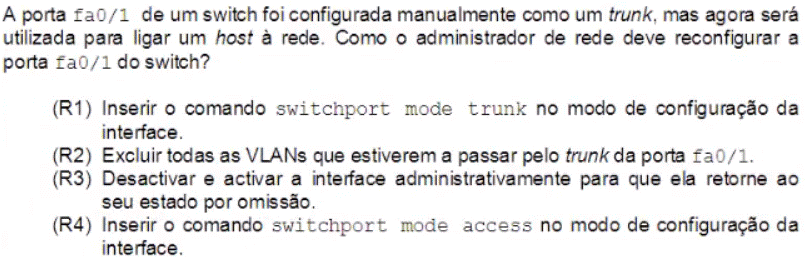 A porta fa0/1 de um switch foi configurada manualmente como um trunk, mas agora será
utilizada para ligar um host à rede. Como o administrador de rede deve reconfigurar a
porta fa0/1 do switch?
(R1) Inserir o comando switchport mode trunk no modo de configuração da
interface.
(R2) Excluir todas as VLANs que estiverem a passar pelo trunk da porta fa0/1.
(R3) Desactivar e activar a interface administrativamente para que ela retorne ao
seu estado por omissão.
(R4) Inserir o comando switchport mode access no modo de configuração da
interface.